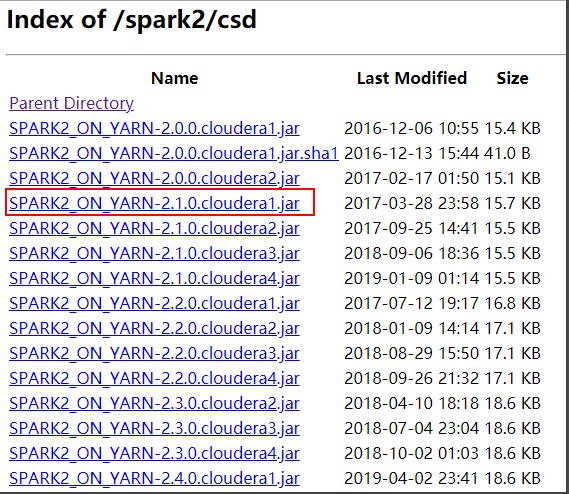 Index of /spark2/csd
Name Last Modified Size
Parent Directory
SPARK2_ON_YARN-2.0.0.cloudera1.jar 2016-12-06 10:55 15.4 KB
SPARK2_ON_YARN-2.0.0.cloudera1.jar.sha1 2016-12-13 15:44 41.0 B
SPARK2_ON_YARN-2.0.0.cloudera2.jar 2017-02-17 01:50 15.1 KB
SPARK2_ON_YARN-2.1.0.cloudera1.jar 2017-03-28 23:58 15.7 KB
SPARK2_ON_YARN-2.1.0.cloudera2.jar 2017-09-25 14:41 15.5 KB
SPARK2_ON_YARN-2.1.0.cloudera3.jar 2018-09-06 18:36 15.5 KB
SPARK2_ON_YARN-2.1.0.cloudera4.jar 2019-01-09 01:14 15.5 KB
SPARK2_ON_YARN-2.2.0.cloudera1.jar 2017-07-12 19:17 16.8 KB
SPARK2_ON_YARN-2.2.0.cloudera2.jar 2018-01-09 14:14 17.1 KB
SPARK2_ON_YARN-2.2.0.cloudera3.jar 2018-08-29 15:50 17.1 KB
SPARK2_ON_YARN-2.2.0.cloudera4.jar 2018-09-26 21:32 17.1 KB
SPARK2_ON_YARN-2.3.0.cloudera2.jar 2018-04-10 18:18 18.6 KB
SPARK2_ON_YARN-2.3.0.cloudera3.jar 2018-07-04 23:04 18.6 KB
SPARK2_ON_YARN-2.3.0.cloudera4.jar 2018-10-02 01:03 18.6 KB
SPARK2_ON_YARN-2.4.0.cloudera1.jar 2019-04-02 23:41 18.6 KB